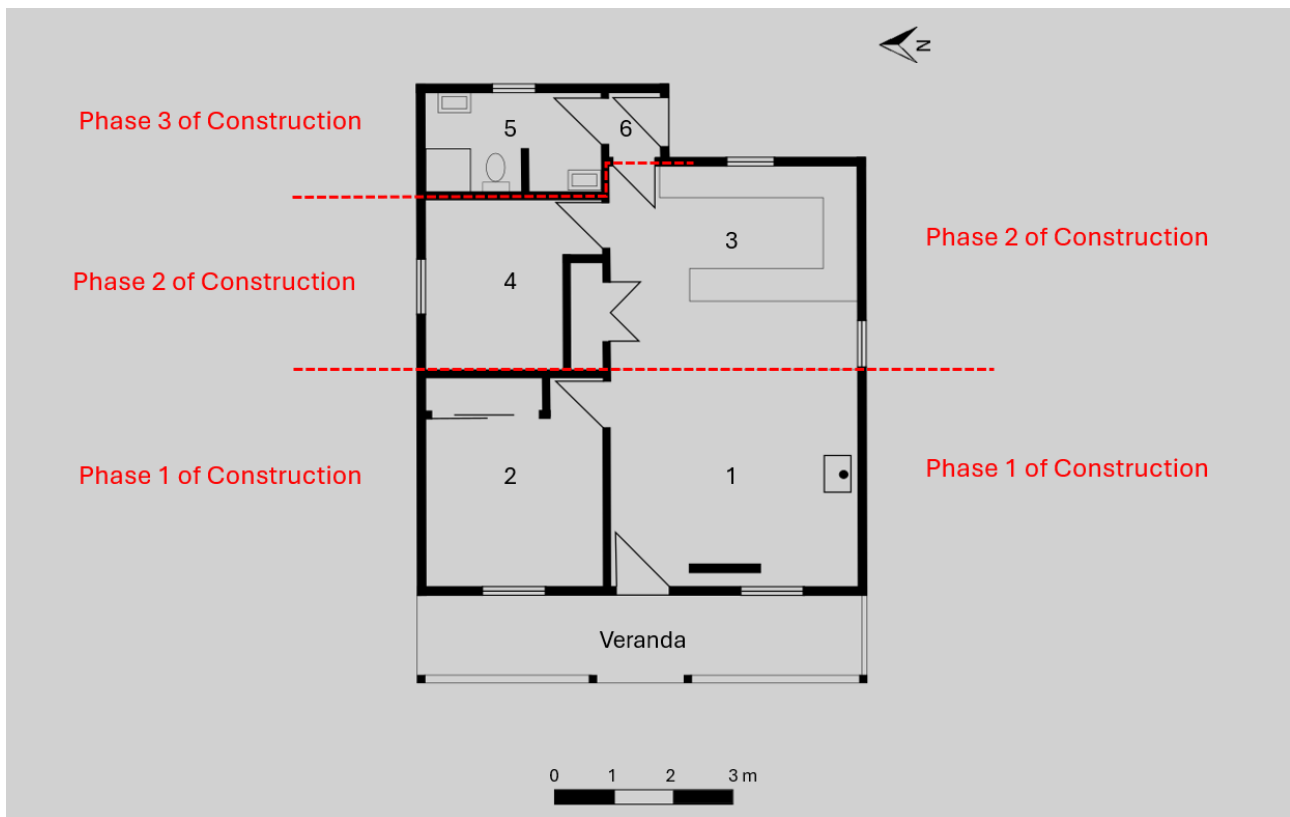 N
Phase 3 of Construction
5
6
3
Phase 2 of Construction
Phase 2 of Construction
4
Phase 1 of Construction
2
1
Phase 1 of Construction
Veranda
0 1 2 3 m